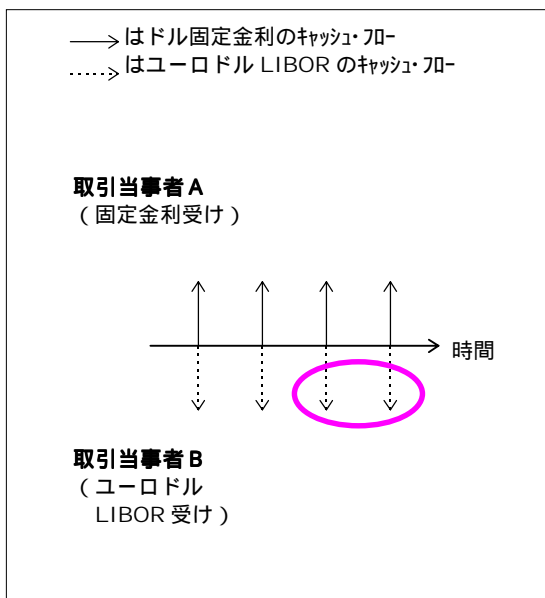 はドル固定金利のｷｬｯｼｭ･ﾌﾛｰ
はユーロドル LIBOR のｷｬｯｼｭ･ﾌﾛｰ
取引当事者A
（固定金利受け）
時間
取引当事者B
（ユーロドル
LIBOR 受け）